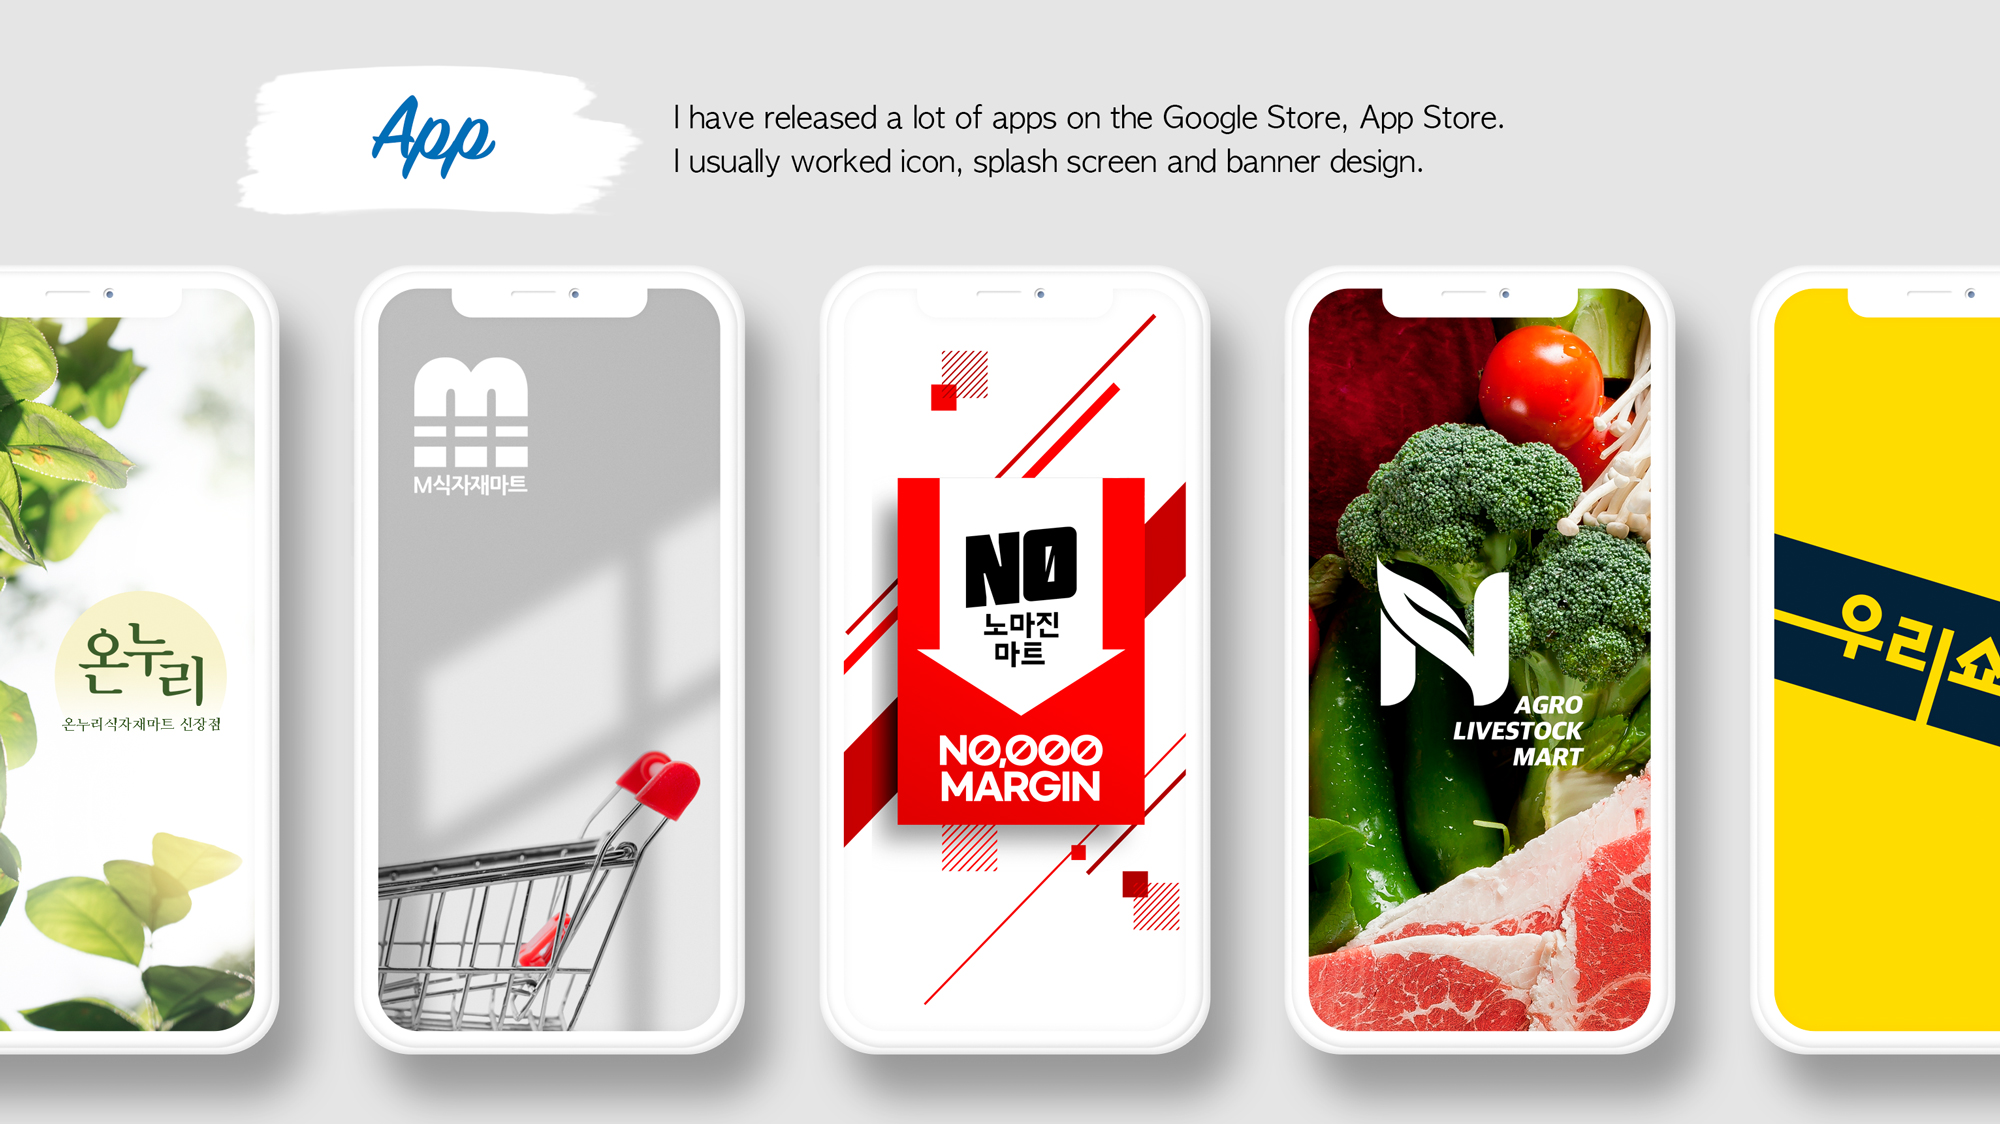 App
I have released a lot of apps on the Google Store, App Store.
I usually worked icon, splash screen and banner design.
온누리
온누리식자재마트 신장점
M식자재마트
NO
노마진
마트
NO,000
MARGIN
N
AGRO
LIVESTOCK
MART
우리쇼